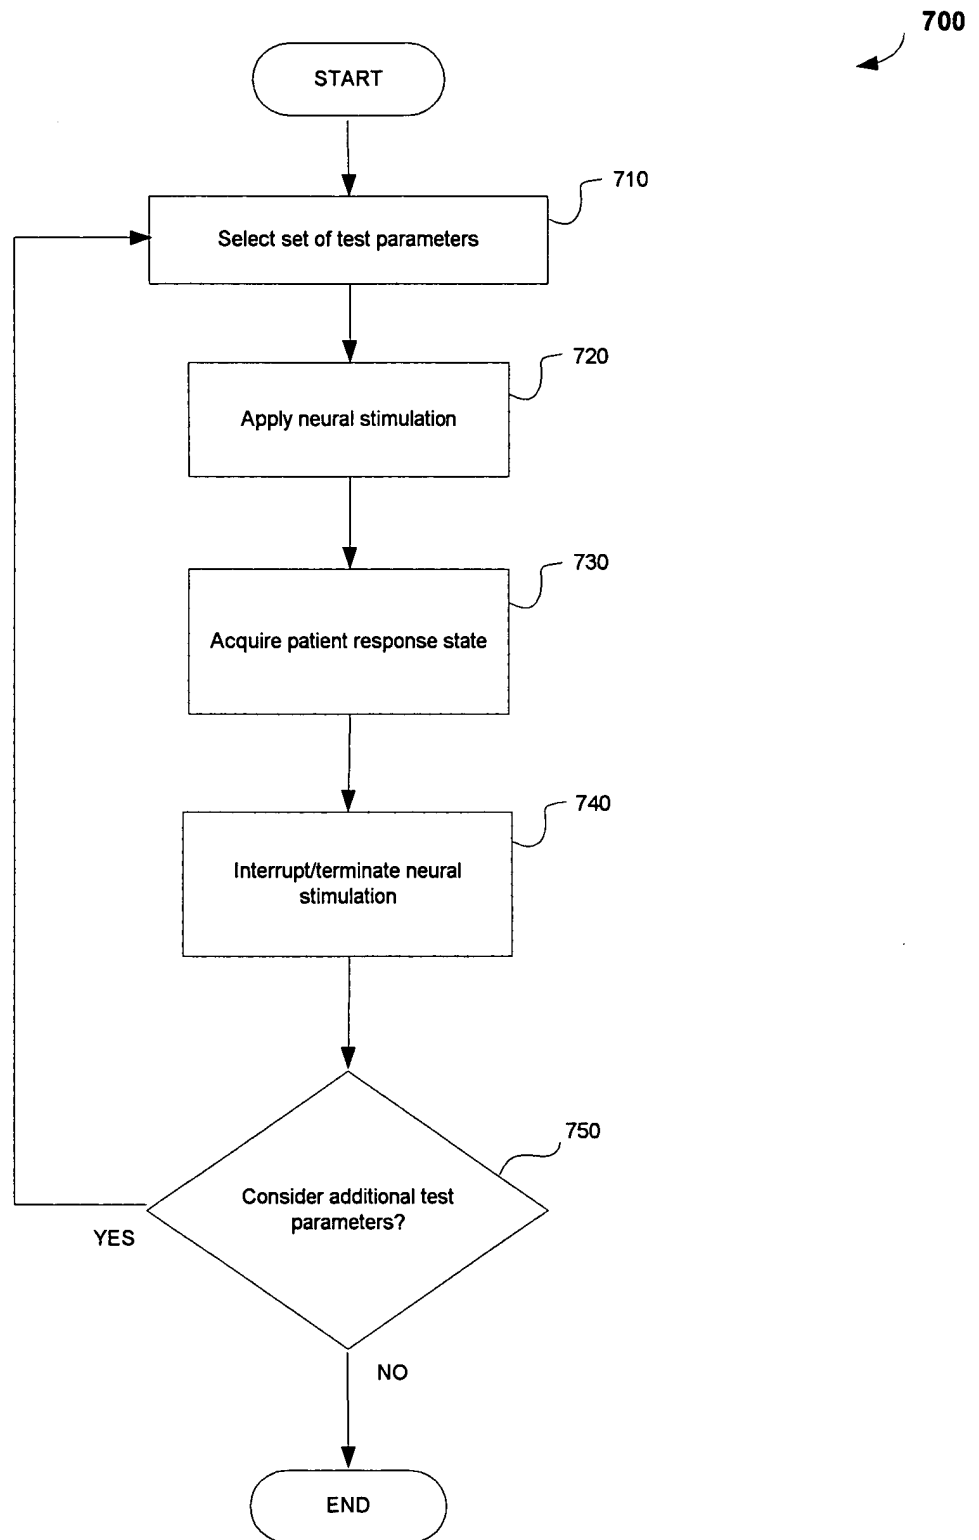 700
START
710
Select set of test parameters
720
Apply neural stimulation
730
Acquire patient response state
740
Interrupt/terminate neural
stimulation
750
Consider additional test
parameters?
YES
NO
END